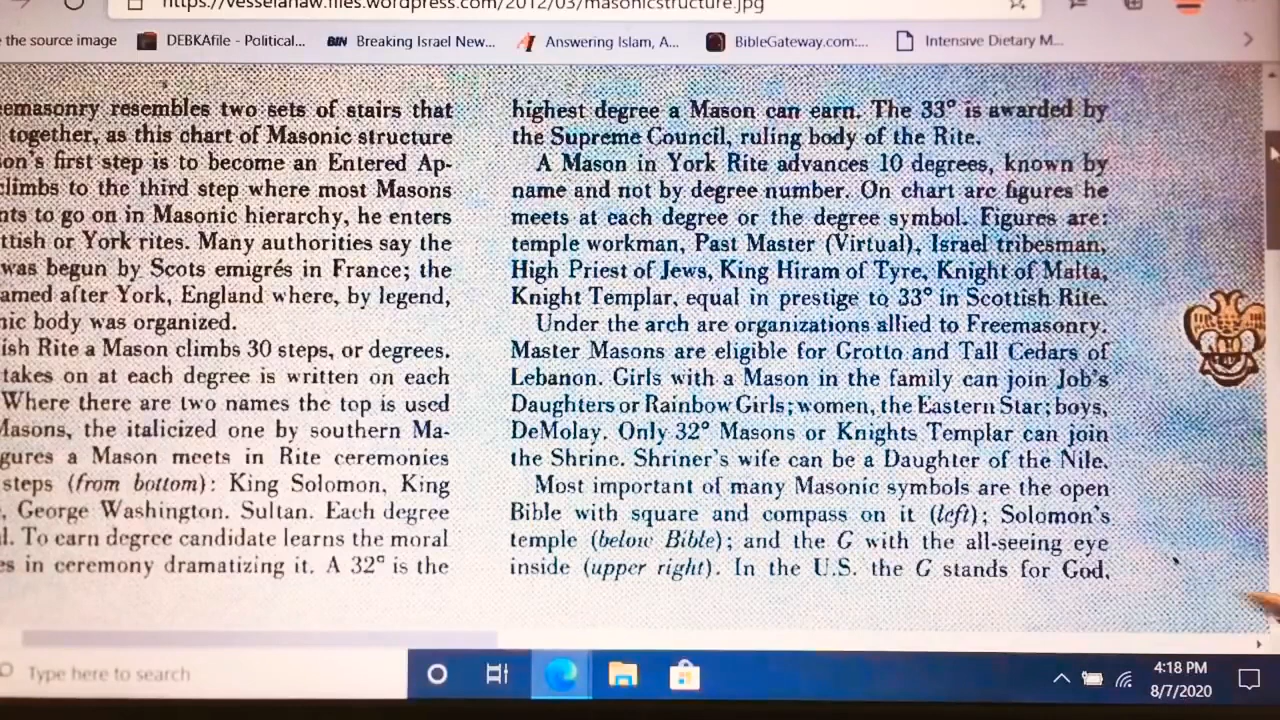 https://vesselanaw.files.wordpress.com/2012/03/masonicstructure.jpg
the source image
DEBKAfile - Political...
BIN
Breaking Israel New...
Answering Islam, A...
BibleGateway.com:...
Intensive Dietary M...
emasonry resembles two sets of stairs that
together, as this chart of Masonic structure
on's first step is to become an Entered Ap-
climbs to the third step where most Masons
nts to go on in Masonic hierarchy, he enters
ttish or York rites. Many authorities say the
was begun by Scots emigrés in France; the
amed after York, England where, by legend,
nic body was organized.
ish Rite a Mason climbs 30 steps, or degrees.
takes on at each degree is written on each
Where there are two names the top is used
Masons, the italicized one by southern Ma-
gures a Mason meets in Rite ceremonies
steps (from bottom): King Solomon, King
, George Washington. Sultan. Each degree
l. To earn degree candidate learns the moral
es in ceremony dramatizing it. A 32° is the
highest degree a Mason can earn. The 33° is awarded by
the Supreme Council, ruling body of the Rite.
A Mason in York Rite advances 10 degrees, known by
name and not by degree number. On chart are figures he
meets at each degree or the degree symbol. Figures are:
temple workman, Past Master (Virtual), Israel tribesman,
High Priest of Jews, King Hiram of Tyre, Knight of Malta,
Knight Templar, equal in prestige to 33° in Scottish Rite.
Under the arch are organizations allied to Freemasonry.
Master Masons are eligible for Grotto and Tall Cedars of
Lebanon. Girls with a Mason in the family can join Job's
Daughters or Rainbow Girls; women, the Eastern Star; boys,
DeMolay. Only 32° Masons or Knights Templar can join
the Shrine. Shriner's wife can be a Daughter of the Nile.
Most important of many Masonic symbols are the open
Bible with square and compass on it (left); Solomon's
temple (below Bible); and the G with the all-seeing eye
inside (upper right). In the U.S. the G stands for God.
Type here to search
4:18 PM
8/7/2020